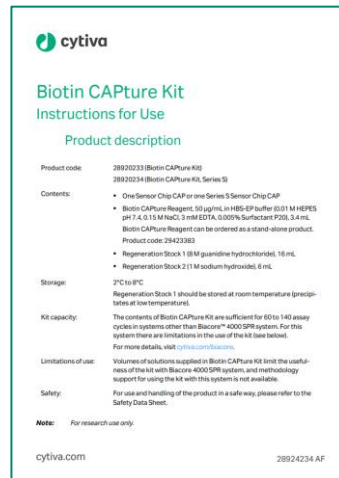 cytiva
Biotin CAPture Kit
Instructions for Use
Product description
Product code: 28920233 (Biotin CAPture Kit)
28920234 (Biotin CAPture Kit, Series S)
Contents: • One Sensor Chip CAP or one Series S Sensor Chip CAP
• Biotin CAPture Reagent, 50 µg/mL in HBS-EP buffer (0.01 M HEPES
pH 7.4, 0.15 M NaCl, 3 mM EDTA, 0.005% Surfactant P20), 3.4 mL
Biotin CAPture Reagent can be ordered as a stand-alone product.
Product code: 29423383
• Regeneration Stock 1 (8 M guanidine hydrochloride), 16 mL
• Regeneration Stock 2 (1 M sodium hydroxide), 6 mL
Storage: 2°C to 8°C
Regeneration Stock 1 should be stored at room temperature (precipi-
tates at low temperature).
Kit capacity: The contents of Biotin CAPture Kit are sufficient for 60 to 140 assay
cycles in systems other than Biacore™ 4000 SPR system. For this
system there are limitations in the use of the kit (see below).
For more details, visit cytiva.com/biacore.
Limitations of use: Volumes of solutions supplied in Biotin CAPture Kit limit the useful-
ness of the kit with Biacore 4000 SPR system, and methodology
support for using the kit with this system is not available.
Safety: For use and handling of the product in a safe way, please refer to the
Safety Data Sheet.
Note: For research use only.
cytiva.com 28924234 AF